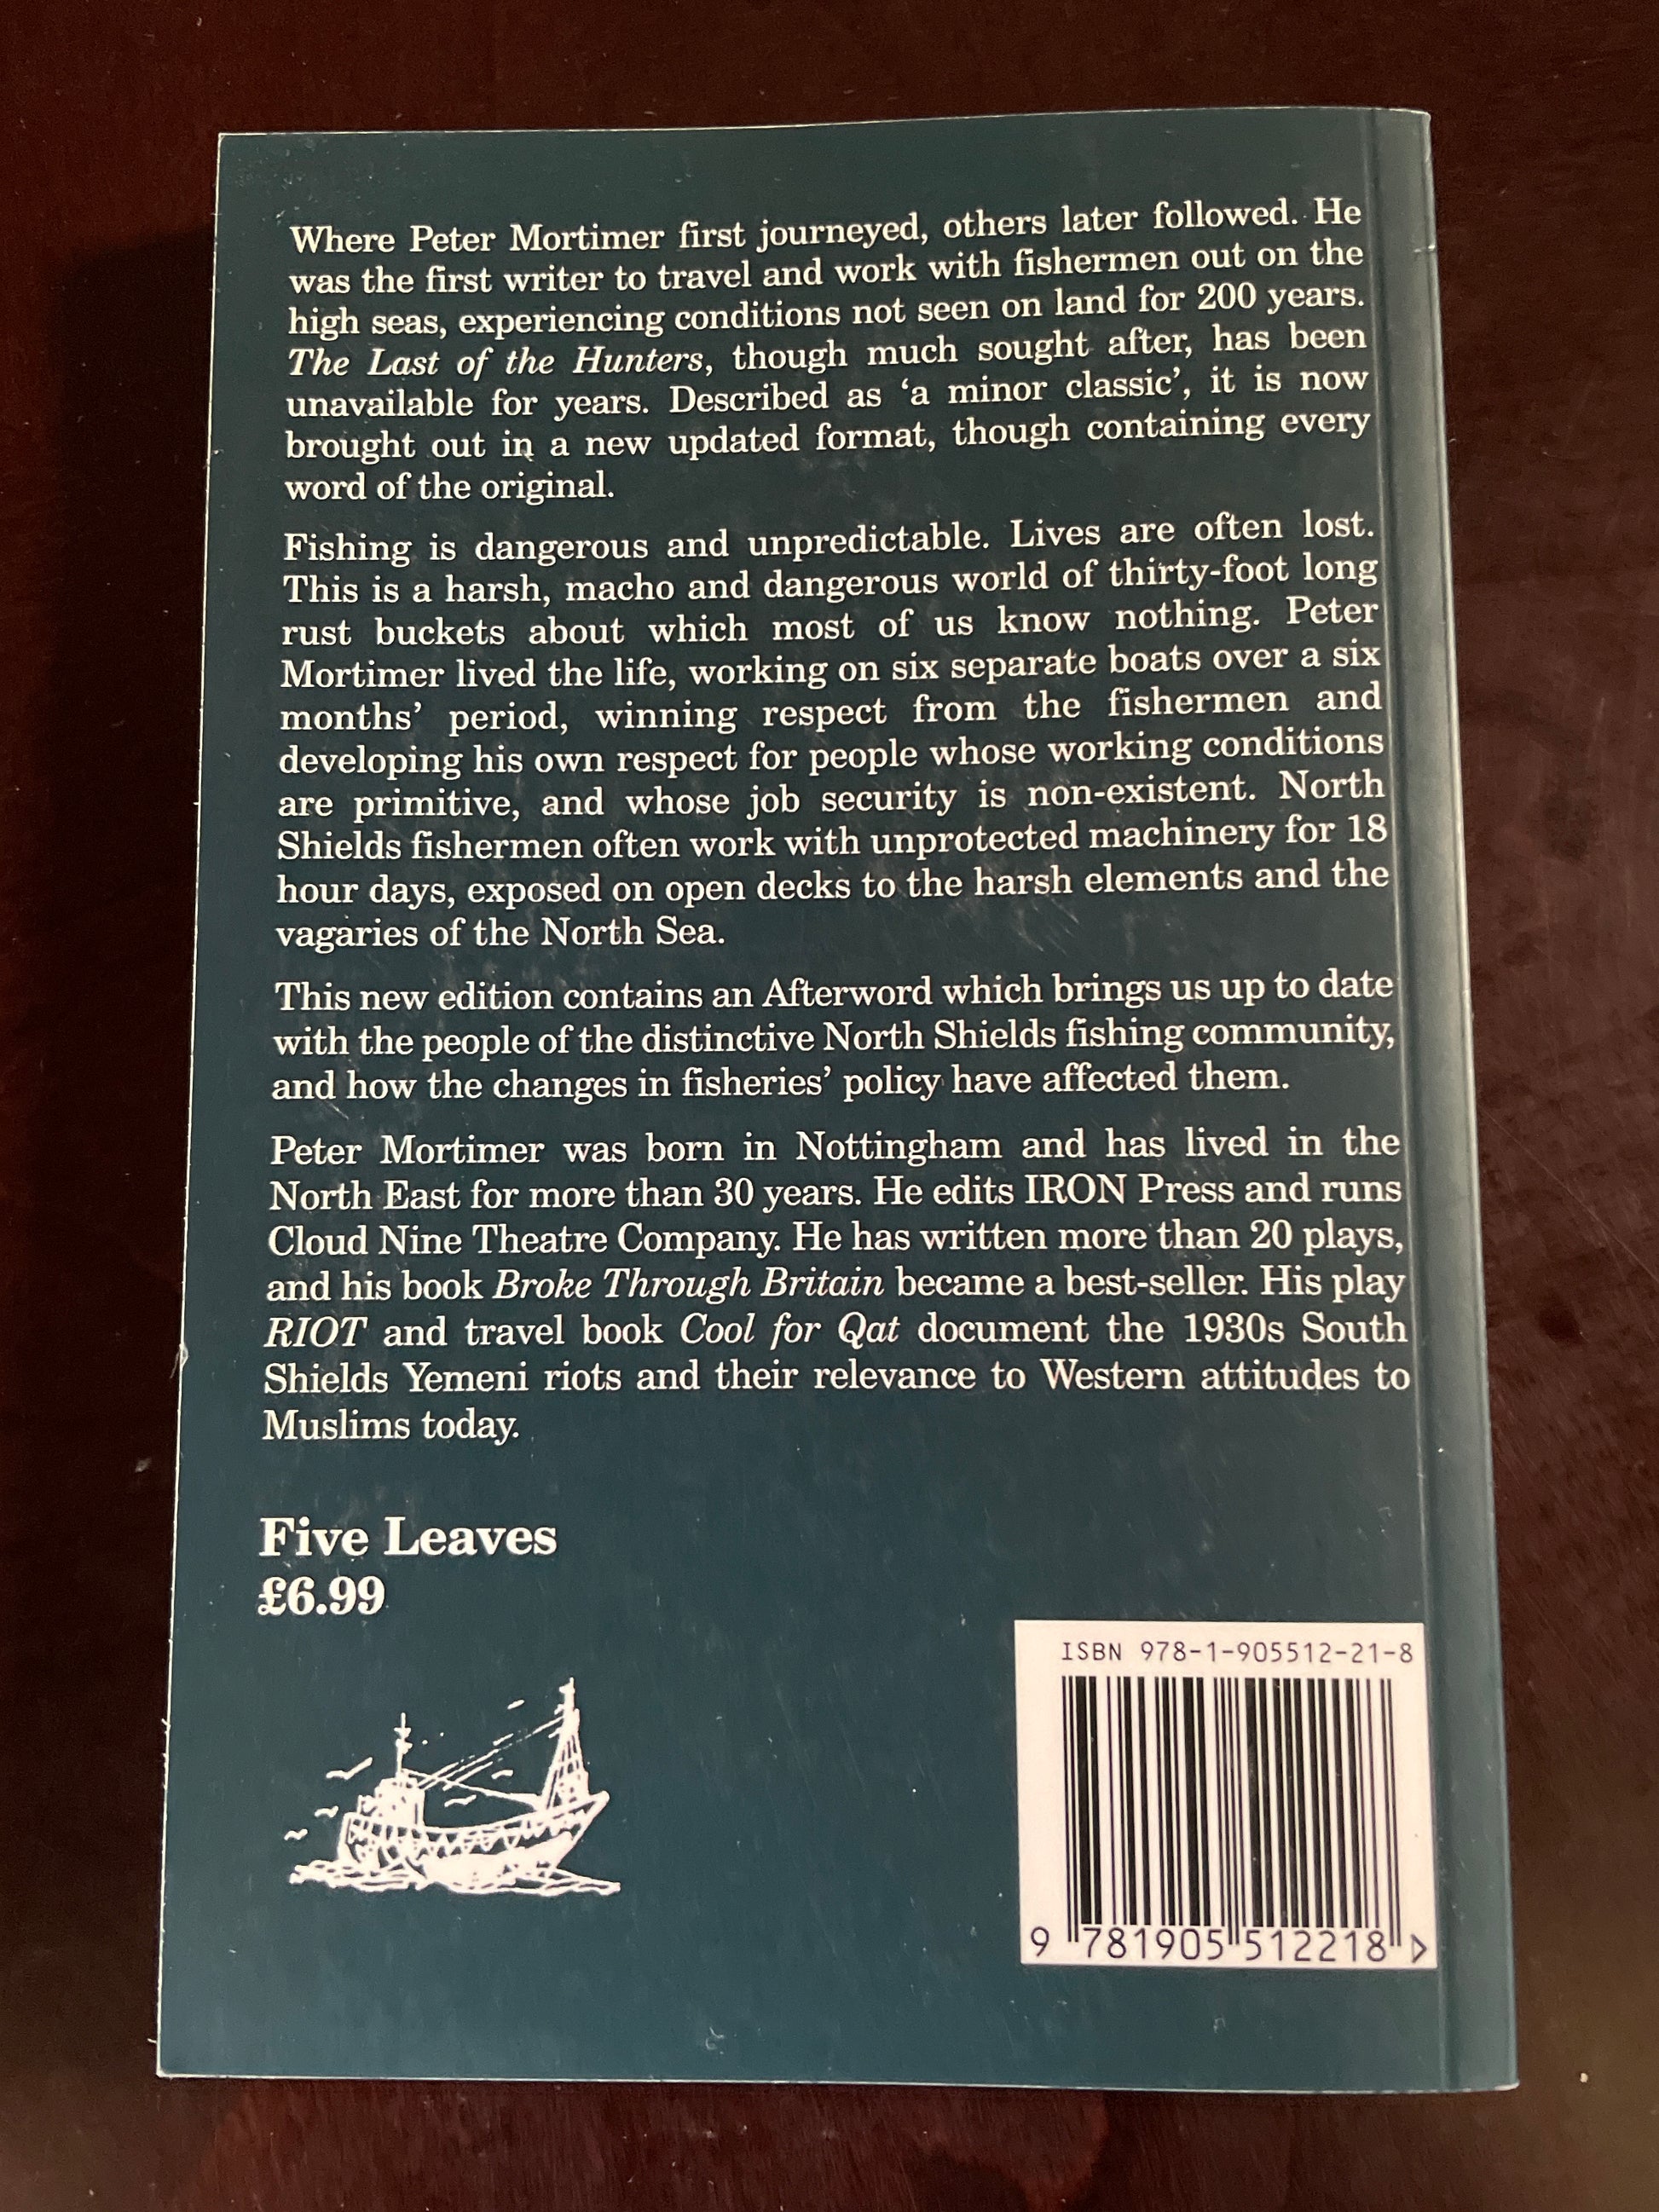 Where Peter Mortimer first journeyed, others later followed. He
was the first writer to travel and work with fishermen out on the
high seas, experiencing conditions not seen on land for 200 years.
The Last of the Hunters, though much sought after, has been
unavailable for years. Described as ‘a minor classic’, it is now
brought out in a new updated format, though containing every
word of the original.
Fishing is dangerous and unpredictable. Lives are often lost.
This is a harsh, macho and dangerous world of thirty-foot long
rust buckets about which most of us know nothing. Peter
Mortimer lived the life, working on six separate boats over a six
months’ period, winning respect from the fishermen and
developing his own respect for people whose working conditions
are primitive, and whose job security is non-existent. North
Shields fishermen often work with unprotected machinery for 18
hour days, exposed on open decks to the harsh elements and the
vagaries of the North Sea.
This new edition contains an Afterword which brings us up to date
with the people of the distinctive North Shields fishing community,
and how the changes in fisheries’ policy have affected them.
Peter Mortimer was born in Nottingham and has lived in the
North East for more than 30 years. He edits IRON Press and runs
Cloud Nine Theatre Company. He has written more than 20 plays,
and his book Broke Through Britain became a best-seller. His play
RIOT and travel book Cool for Qat document the 1930s South
Shields Yemeni riots and their relevance to Western attitudes to
Muslims today.
Five Leaves
£6.99
ISBN 978-1-905512-21-8
9 781905 512218 >